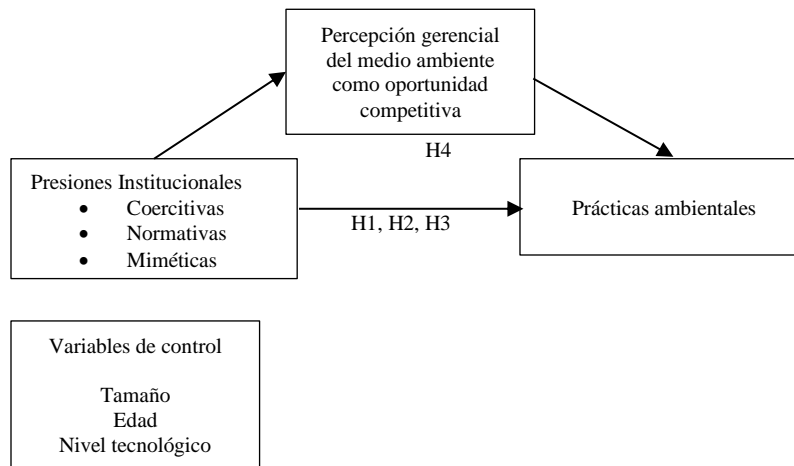 Percepción gerencial
del medio ambiente
como oportunidad
competitiva
H4
Presiones Institucionales
• Coercitivas
• Normativas
• Miméticas
H1, H2, H3
Prácticas ambientales
Variables de control
Tamaño
Edad
Nivel tecnológico